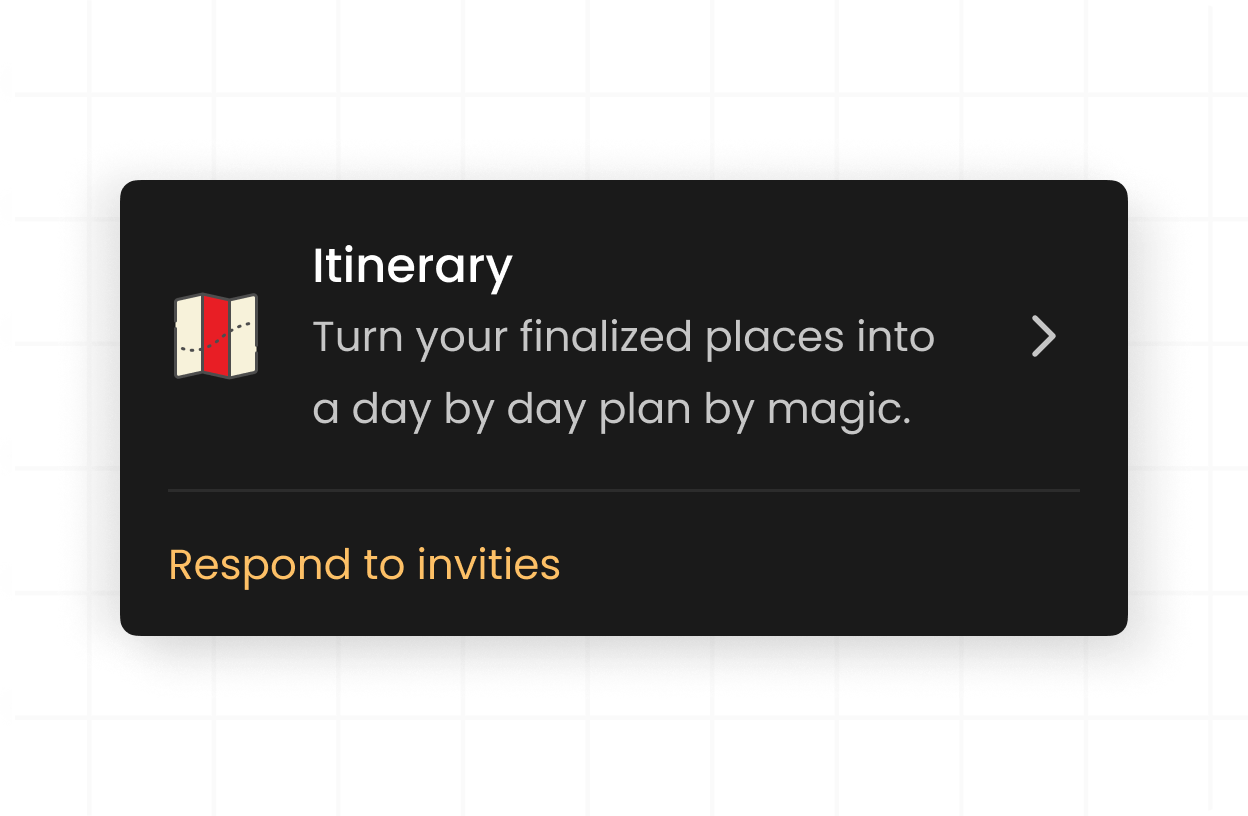 Itinerary
Turn your finalized places into
a day by day plan by magic.
Respond to invities